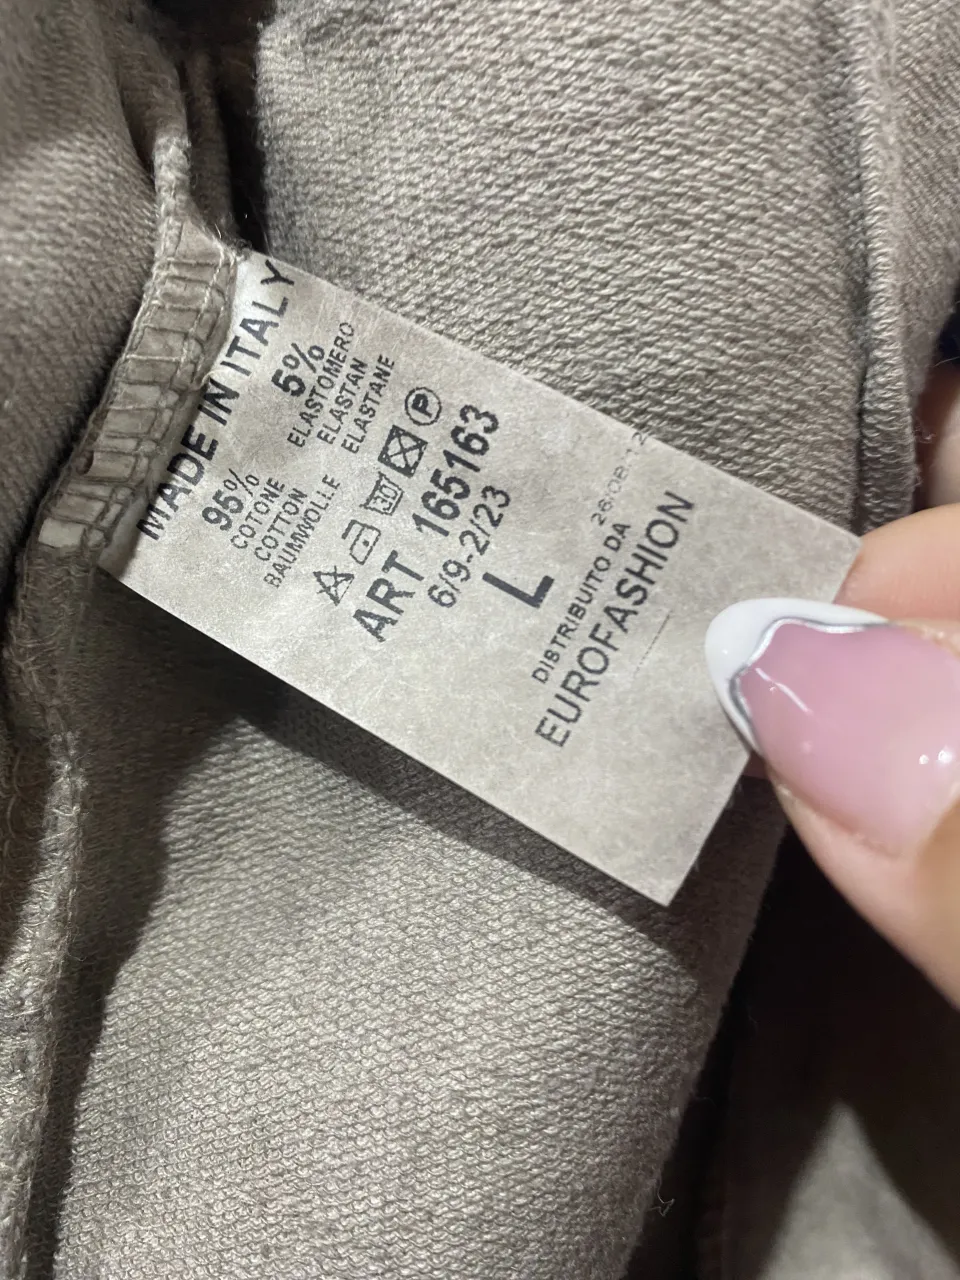 MADE IN ITALY
95%
COTONE
COTTON
BAUMWOLLE
5%
ELASTOMERO
ELASTAN
ELASTANE
30
P
ART 165163
6/9-2/23
L
DISTRIBUITO DA
EUROFASHION